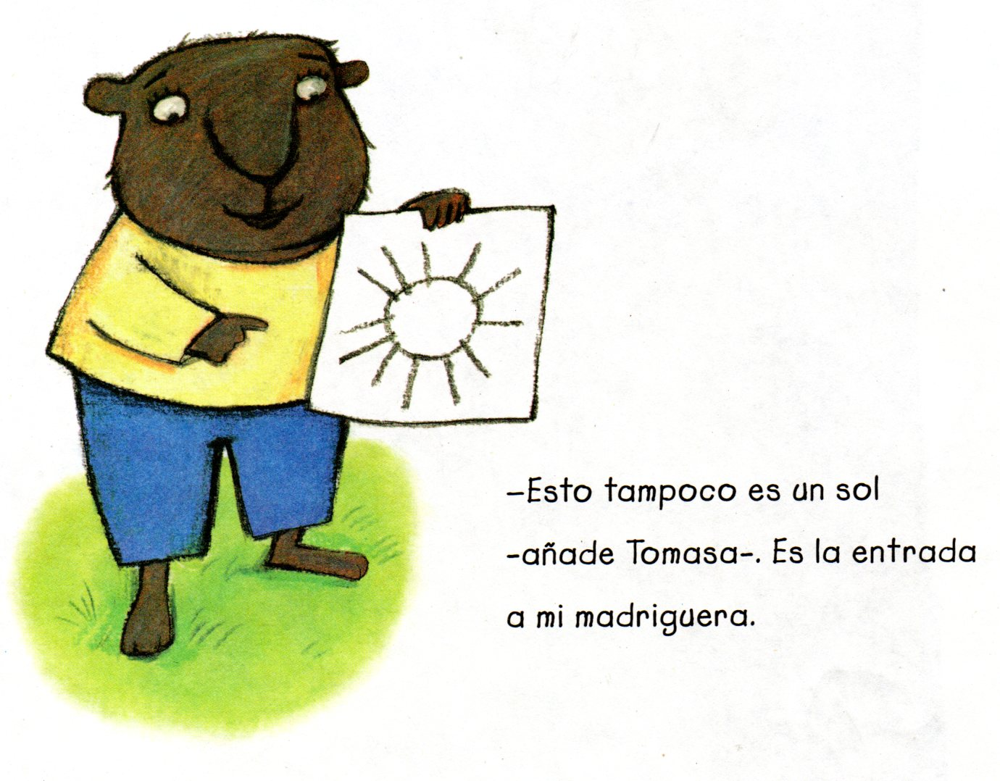 –Esto tampoco es un sol
-añade Tomasa-. Es la entrada
a mi madriguera.